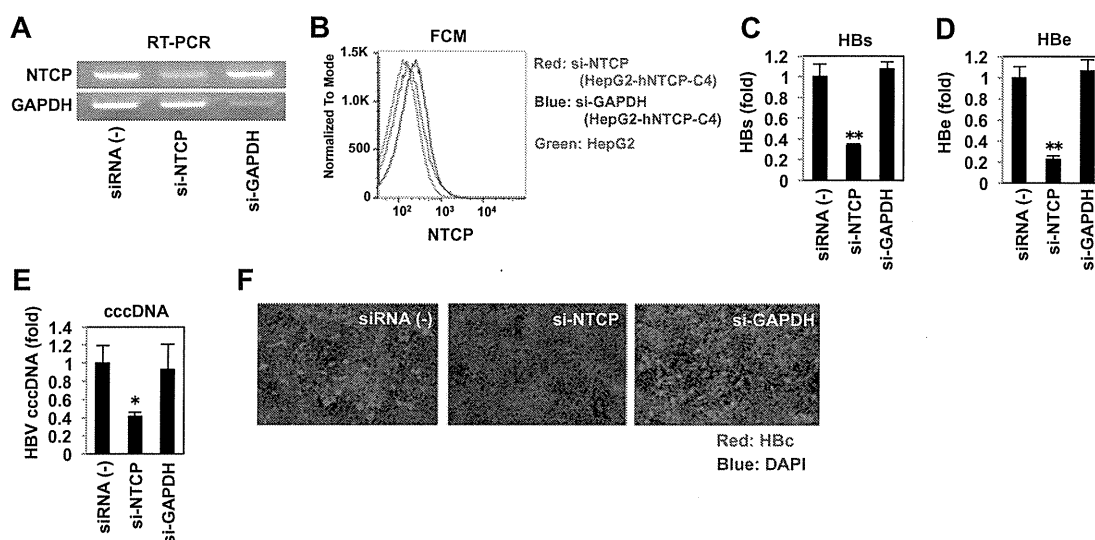 A
RT-PCR
NTCP
GAPDH
siRNA (-)
si-NTCP
si-GAPDH
B
FCM
Normalized To Mode
1.5K
1.0K
500
0
10² 10³ 10⁴
NTCP
Red: si-NTCP
(HepG2-hNTCP-C4)
Blue: si-GAPDH
(HepG2-hNTCP-C4)
Green: HepG2
C
HBs
HBs (fold)
1.2
1
0.8
0.6
0.4
0.2
0
**
siRNA (-)
si-NTCP
si-GAPDH
D
HBe
HBe (fold)
1.2
1
0.8
0.6
0.4
0.2
0
**
siRNA (-)
si-NTCP
si-GAPDH
E
cccDNA
HBV cccDNA (fold)
1.4
1.2
1
0.8
0.6
0.4
0.2
0
*
siRNA (-)
si-NTCP
si-GAPDH
F
siRNA (-)
si-NTCP
si-GAPDH
Red: HBc
Blue: DAPI